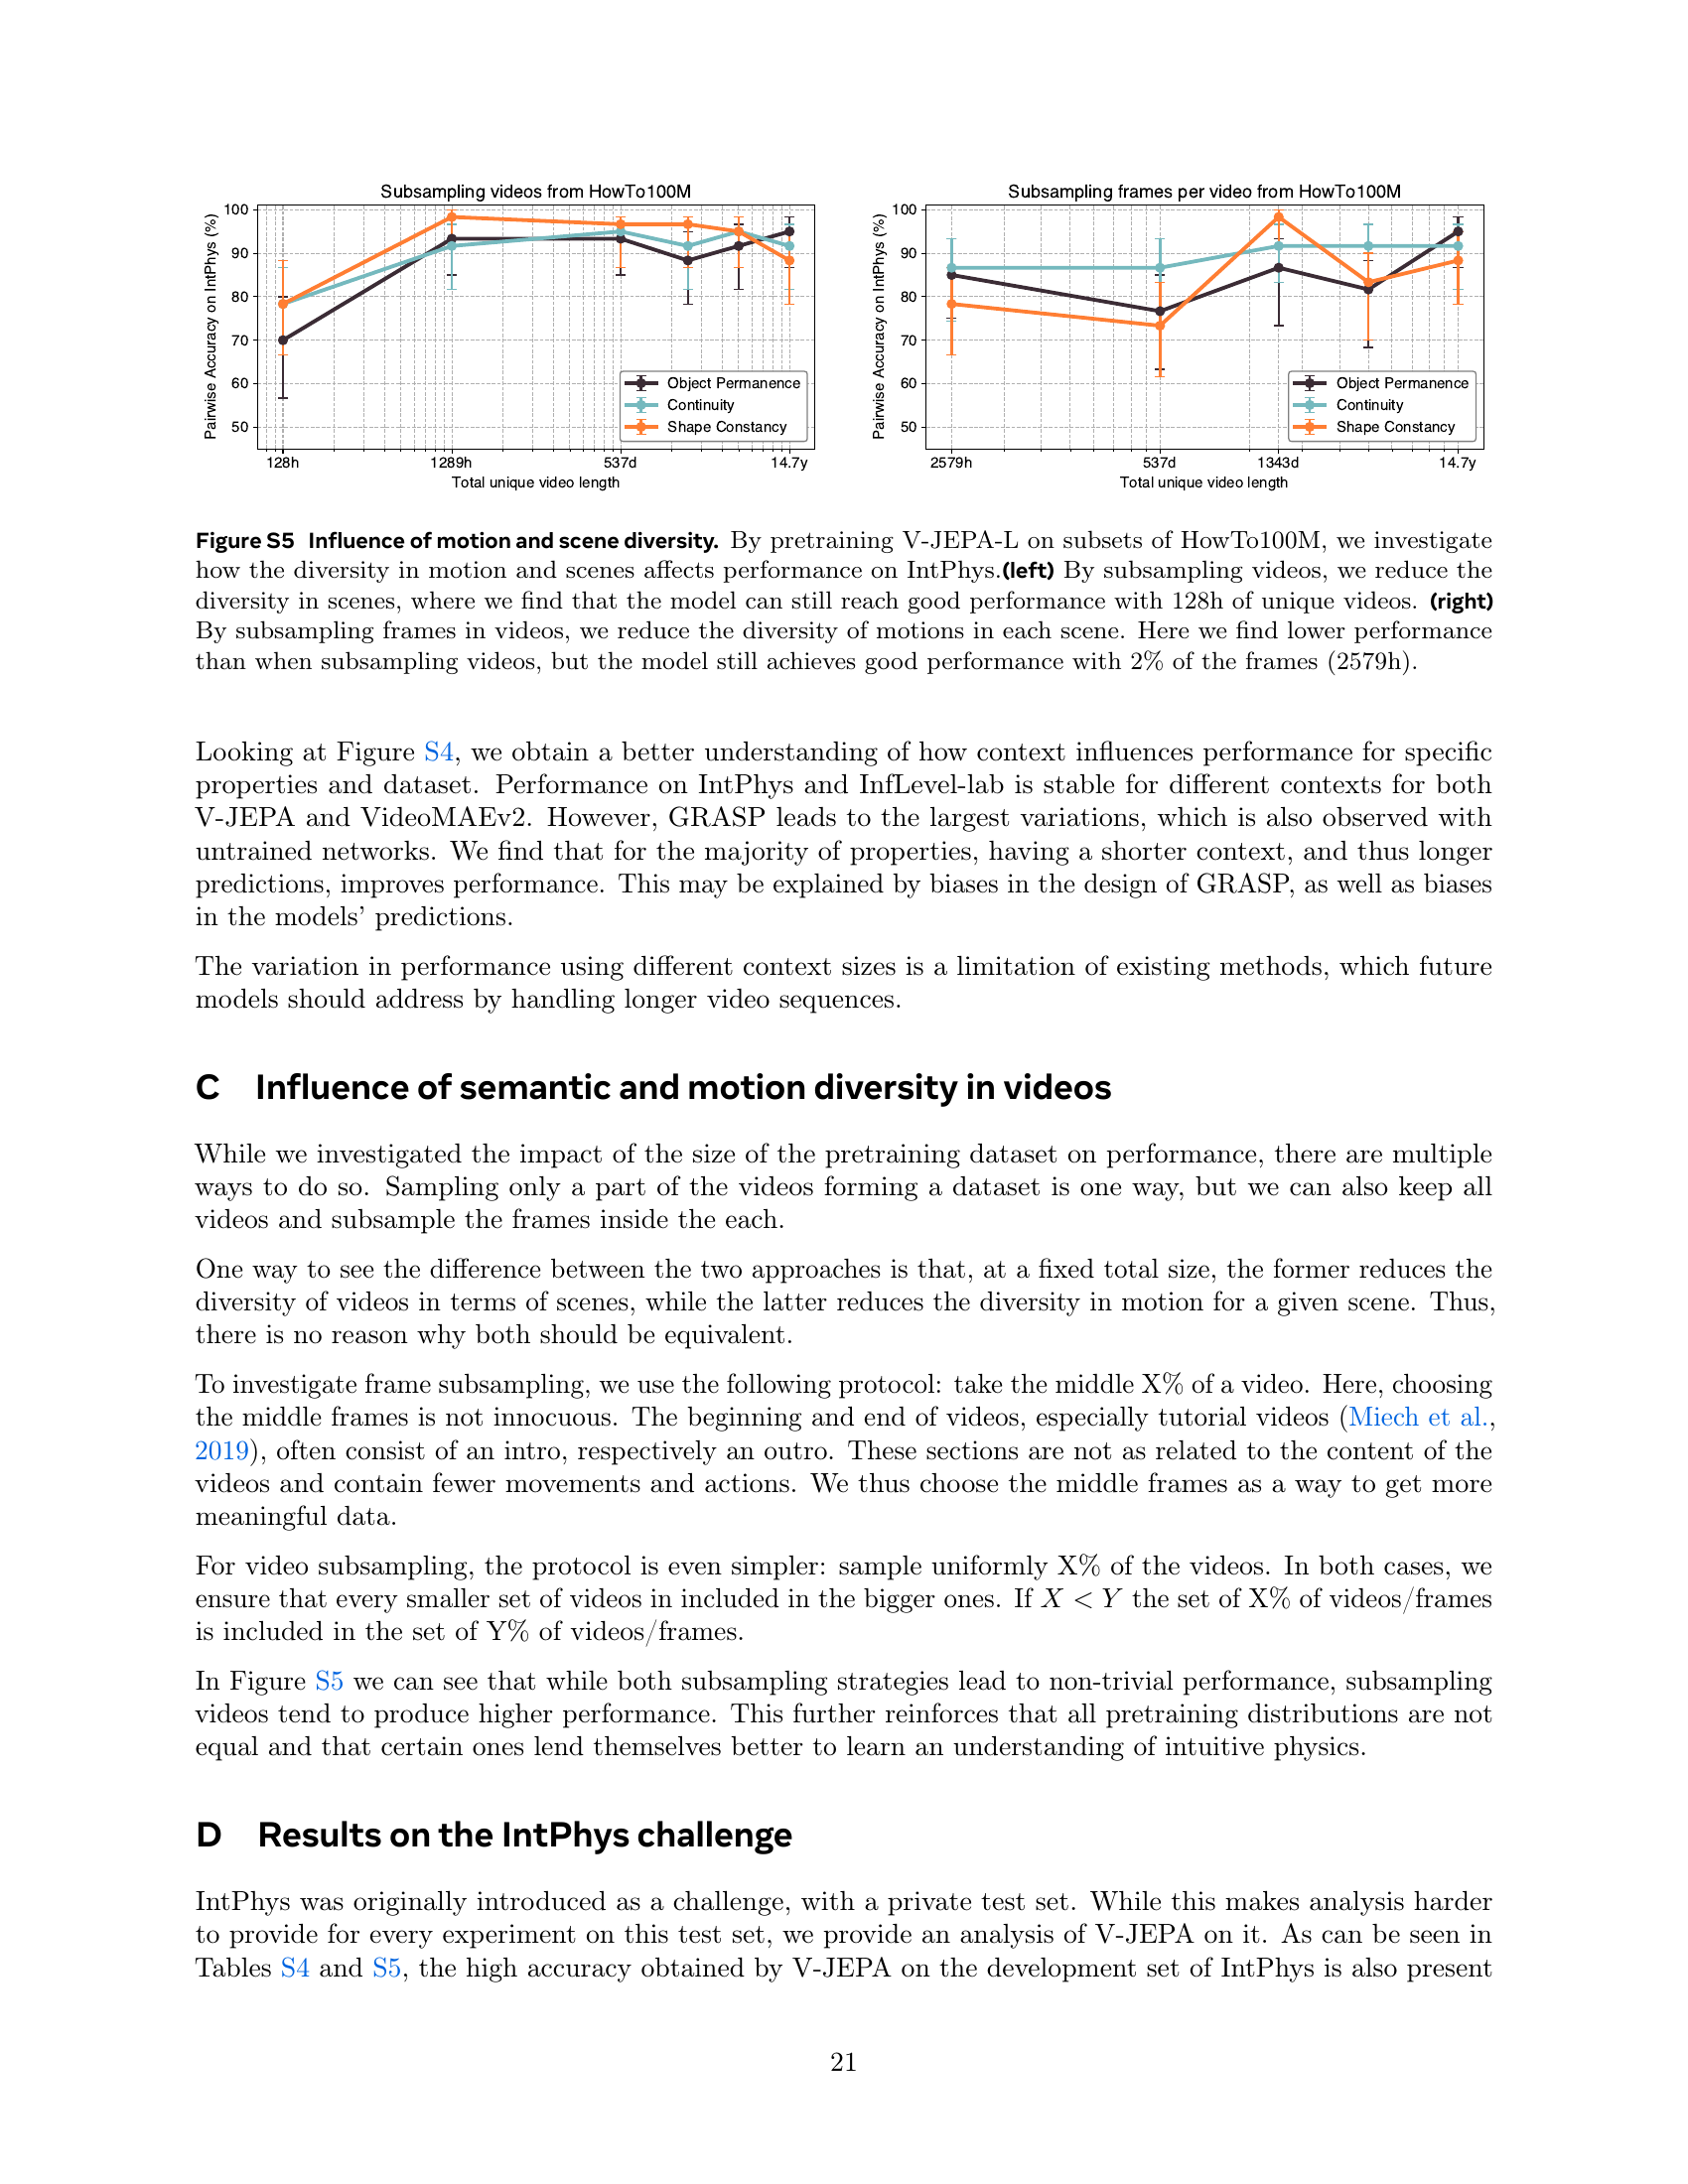 Subsampling videos from HowTo100M
Pairwise Accuracy on IntPhys (%)
100
90
80
70
60
50
Object Permanence
Continuity
Shape Constancy
128h
1289h
537d
14.7y
Total unique video length
Subsampling frames per video from HowTo100M
Pairwise Accuracy on IntPhys (%)
100
90
80
70
60
50
Object Permanence
Continuity
Shape Constancy
2579h
537d
1343d
14.7y
Total unique video length
Figure S5 Influence of motion and scene diversity. By pretraining V-JEPA-L on subsets of HowTo100M, we investigate
how the diversity in motion and scenes affects performance on IntPhys.(left) By subsampling videos, we reduce the
diversity in scenes, where we find that the model can still reach good performance with 128h of unique videos. (right)
By subsampling frames in videos, we reduce the diversity of motions in each scene. Here we find lower performance
than when subsampling videos, but the model still achieves good performance with 2% of the frames (2579h).
Looking at Figure S4, we obtain a better understanding of how context influences performance for specific
properties and dataset. Performance on IntPhys and InfLevel-lab is stable for different contexts for both
V-JEPA and VideoMAEv2. However, GRASP leads to the largest variations, which is also observed with
untrained networks. We find that for the majority of properties, having a shorter context, and thus longer
predictions, improves performance. This may be explained by biases in the design of GRASP, as well as biases
in the models' predictions.
The variation in performance using different context sizes is a limitation of existing methods, which future
models should address by handling longer video sequences.
C Influence of semantic and motion diversity in videos
While we investigated the impact of the size of the pretraining dataset on performance, there are multiple
ways to do so. Sampling only a part of the videos forming a dataset is one way, but we can also keep all
videos and subsample the frames inside the each.
One way to see the difference between the two approaches is that, at a fixed total size, the former reduces the
diversity of videos in terms of scenes, while the latter reduces the diversity in motion for a given scene. Thus,
there is no reason why both should be equivalent.
To investigate frame subsampling, we use the following protocol: take the middle X% of a video. Here, choosing
the middle frames is not innocuous. The beginning and end of videos, especially tutorial videos (Miech et al.,
2019), often consist of an intro, respectively an outro. These sections are not as related to the content of the
videos and contain fewer movements and actions. We thus choose the middle frames as a way to get more
meaningful data.
For video subsampling, the protocol is even simpler: sample uniformly X% of the videos. In both cases, we
ensure that every smaller set of videos in included in the bigger ones. If X < Y the set of X% of videos/frames
is included in the set of Y% of videos/frames.
In Figure S5 we can see that while both subsampling strategies lead to non-trivial performance, subsampling
videos tend to produce higher performance. This further reinforces that all pretraining distributions are not
equal and that certain ones lend themselves better to learn an understanding of intuitive physics.
D Results on the IntPhys challenge
IntPhys was originally introduced as a challenge, with a private test set. While this makes analysis harder
to provide for every experiment on this test set, we provide an analysis of V-JEPA on it. As can be seen in
Tables S4 and S5, the high accuracy obtained by V-JEPA on the development set of IntPhys is also present
21